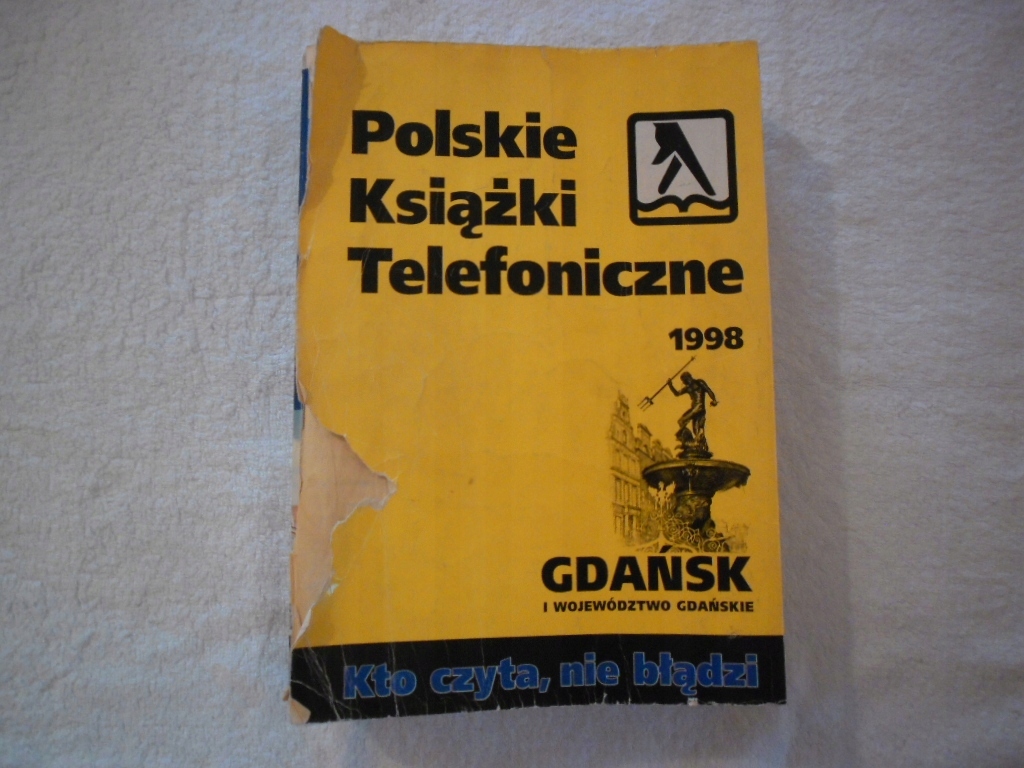 Polskie
Książki
Telefoniczne
1998
GDAŃSK
I WOJEWÓDZTWO GDAŃSKIE
Kto czyta, nie błądzi